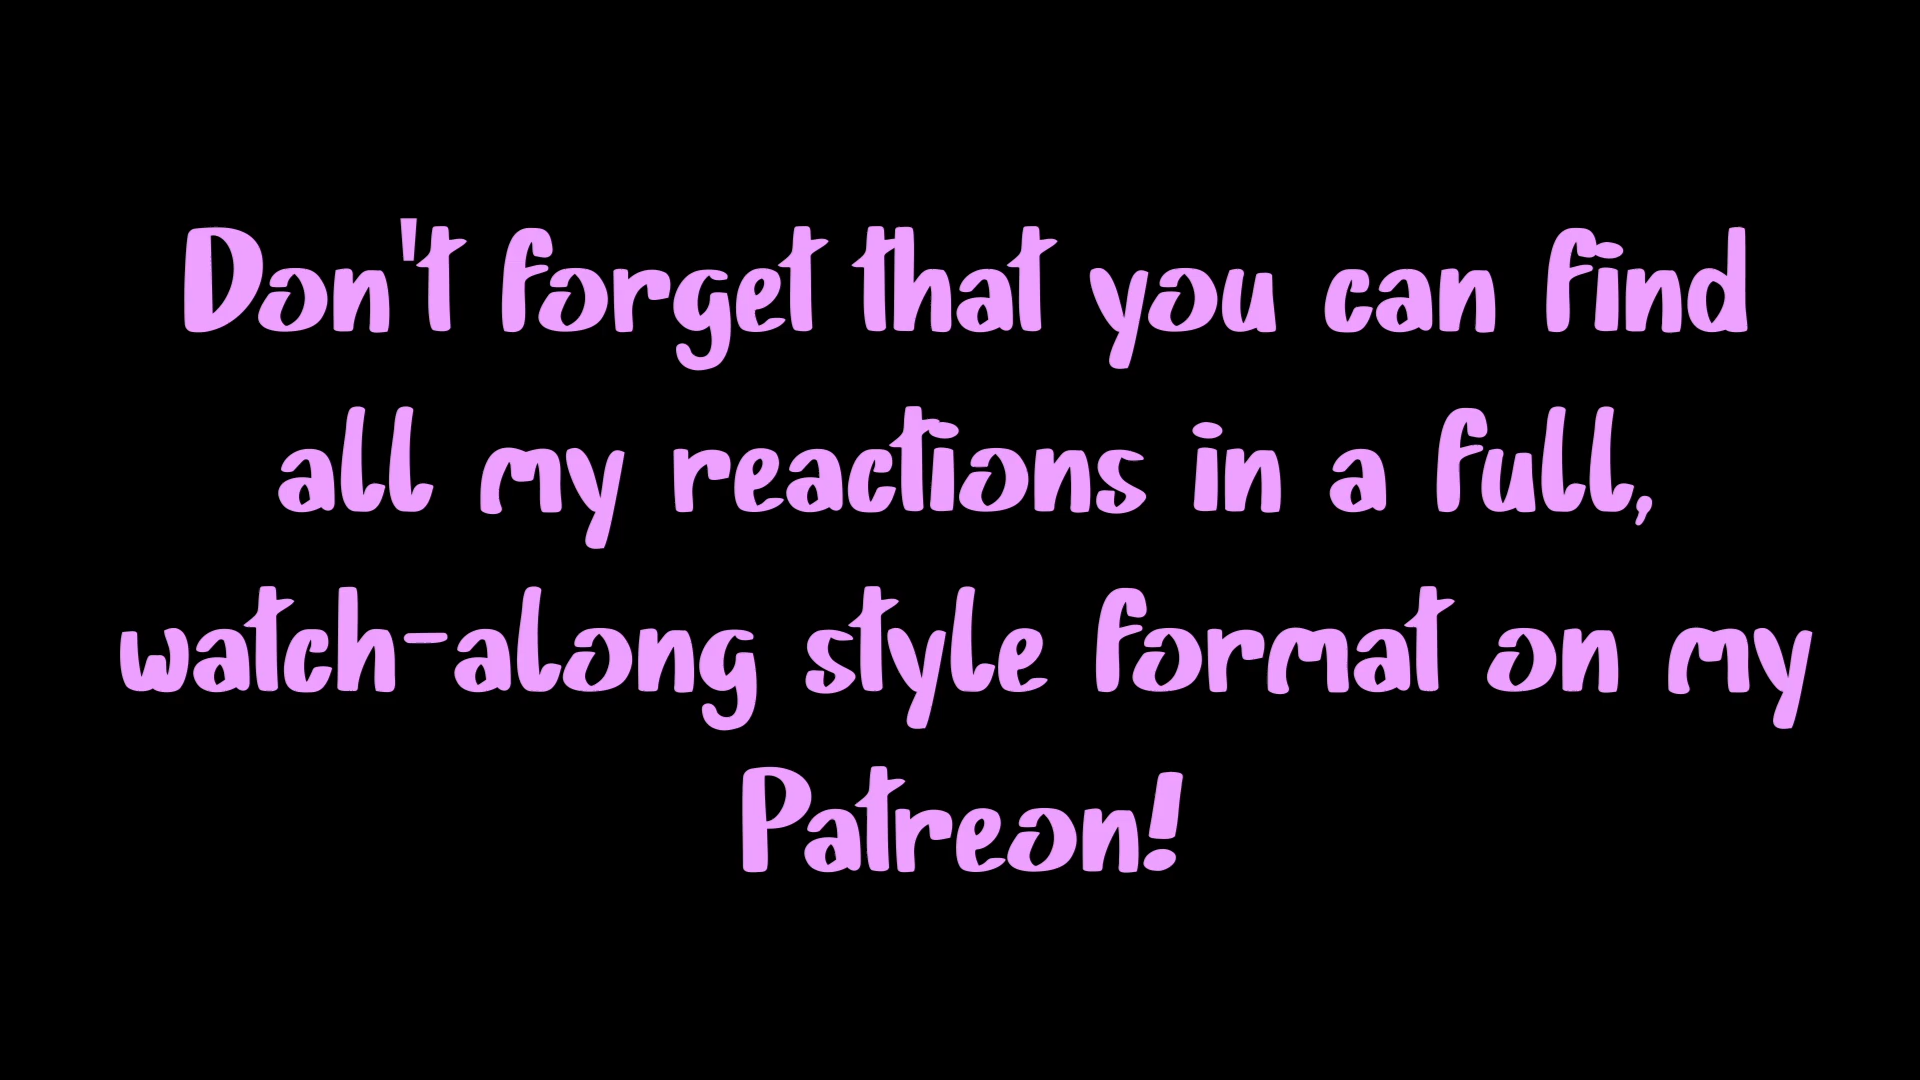 Don't forget that you can find
all my reactions in a full,
watch-along style format on my
Patreon!